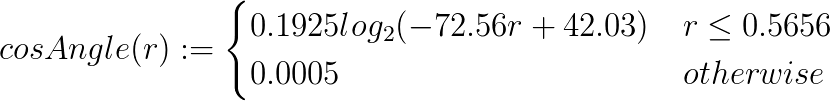 cosAngle(r) := { 0.1925log₂(−72.56r + 42.03) r ≤ 0.5656
0.0005 otherwise